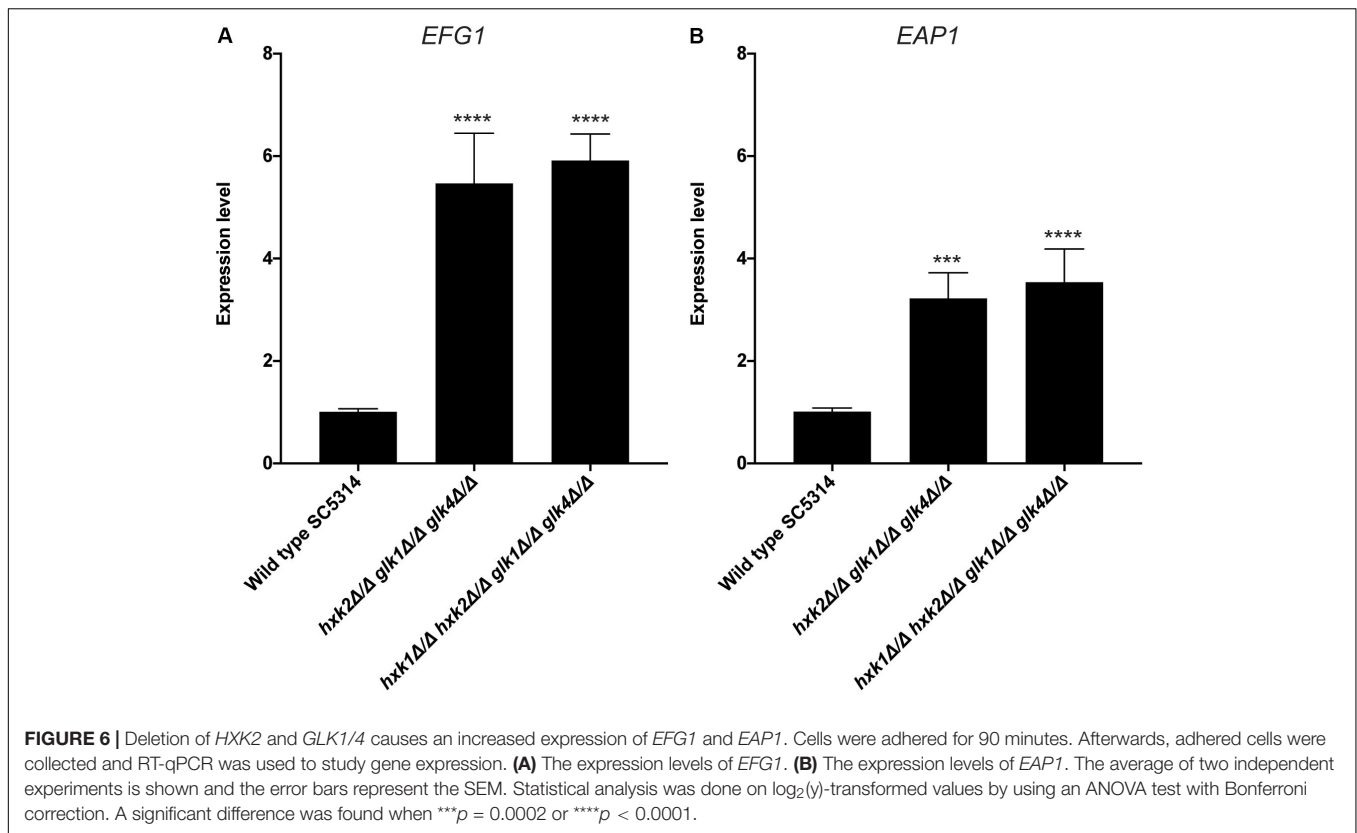 A
EFG1
8
6
4
2
0
Expression level
****
****
Wild type SC5314
hxk2Δ/Δ glk1Δ/Δ glk4Δ/Δ
hxk1Δ/Δ hxk2Δ/Δ glk1Δ/Δ glk4Δ/Δ
B
EAP1
8
6
4
2
0
Expression level
***
****
Wild type SC5314
hxk2Δ/Δ glk1Δ/Δ glk4Δ/Δ
hxk1Δ/Δ hxk2Δ/Δ glk1Δ/Δ glk4Δ/Δ
FIGURE 6 | Deletion of HXK2 and GLK1/4 causes an increased expression of EFG1 and EAP1. Cells were adhered for 90 minutes. Afterwards, adhered cells were
collected and RT-qPCR was used to study gene expression. (A) The expression levels of EFG1. (B) The expression levels of EAP1. The average of two independent
experiments is shown and the error bars represent the SEM. Statistical analysis was done on log₂(y)-transformed values by using an ANOVA test with Bonferroni
correction. A significant difference was found when ***p = 0.0002 or ****p < 0.0001.